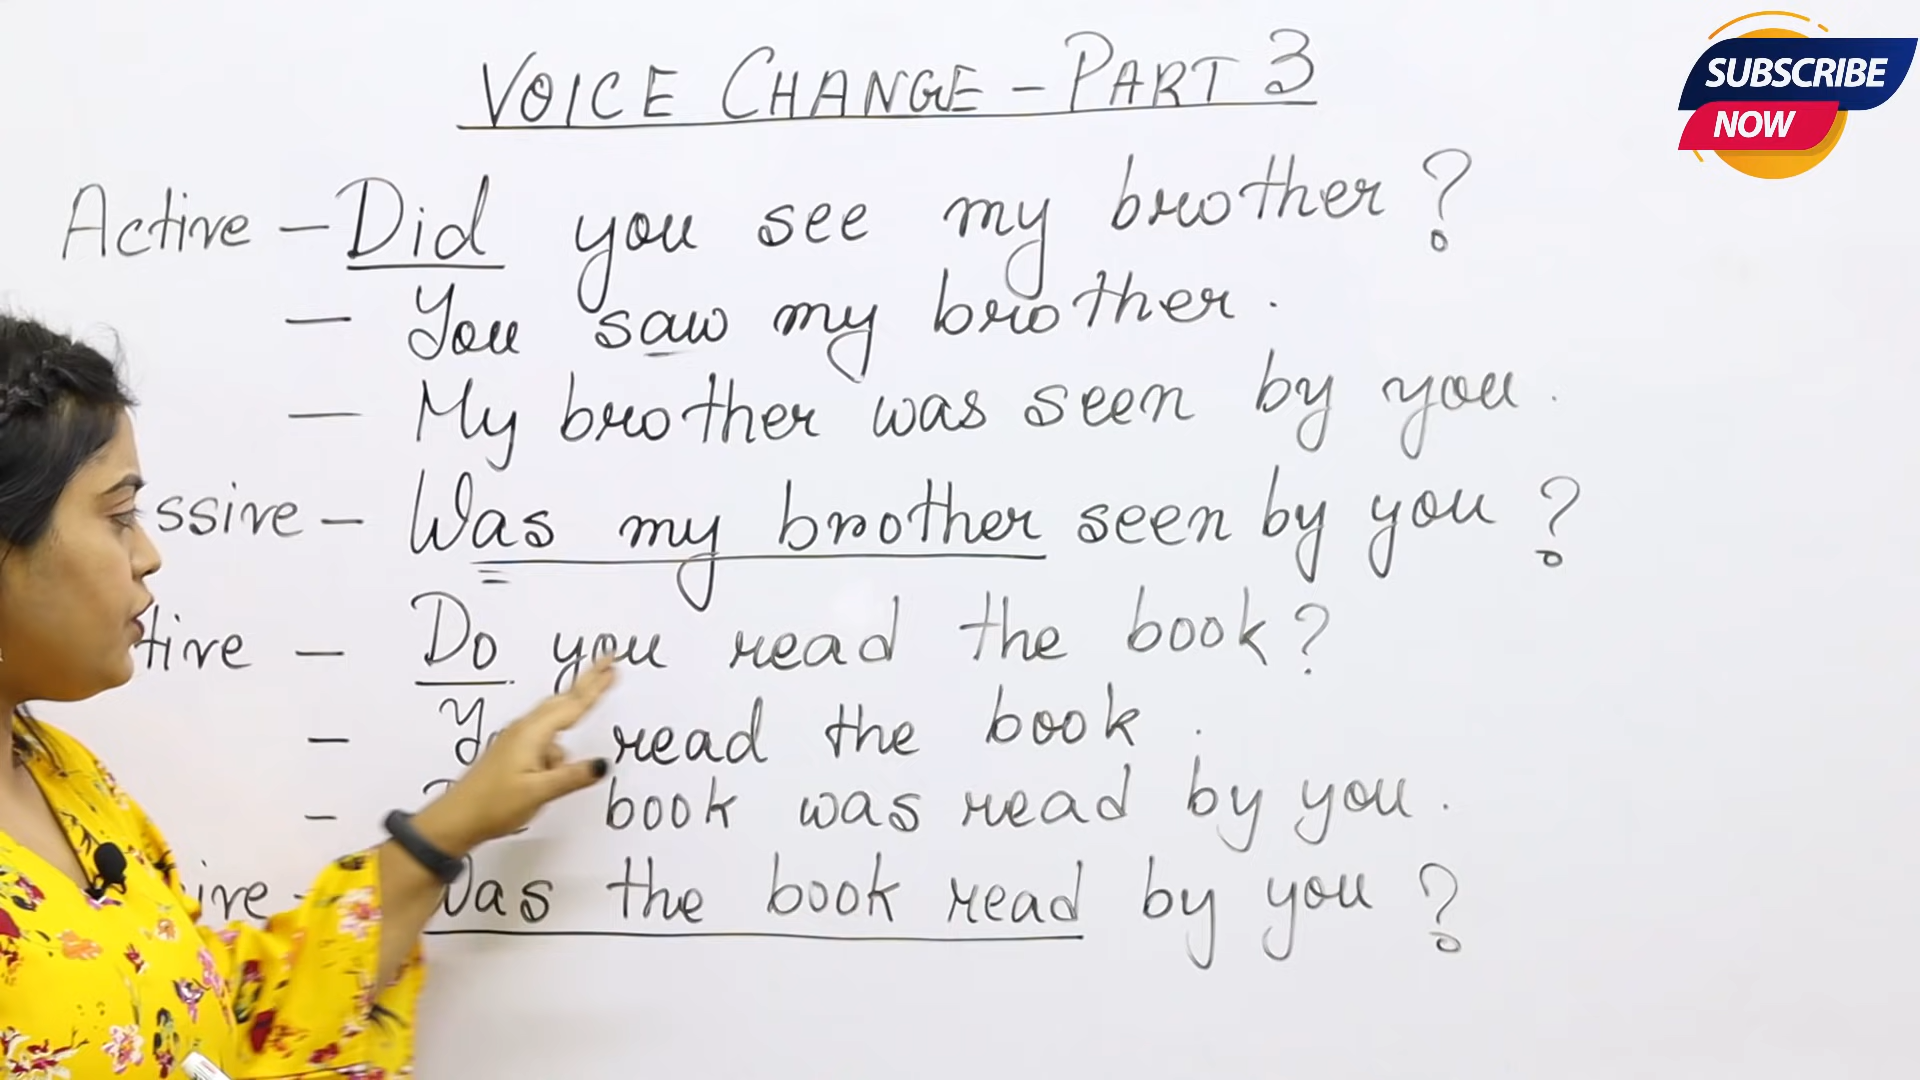 VOICE CHANGE - PART 3
SUBSCRIBE
NOW
Active - Did you see my brother?
- You saw my brother.
- My brother was seen by you.
ssive - Was my brother seen by you?
tive - Do you read the book?
- read the book.
- book was read by you.
ive - Was the book read by you?